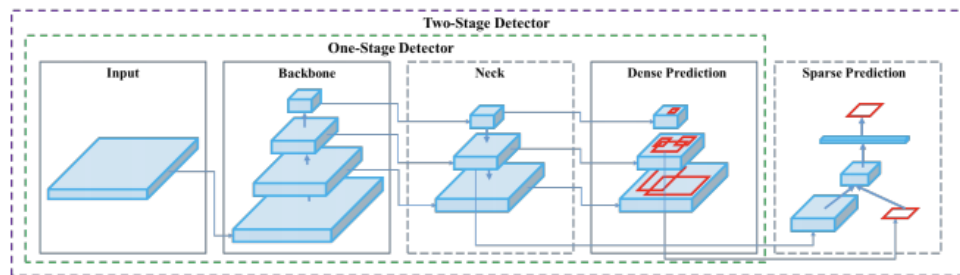 Two-Stage Detector
One-Stage Detector
Input
Backbone
Neck
Dense Prediction
Sparse Prediction